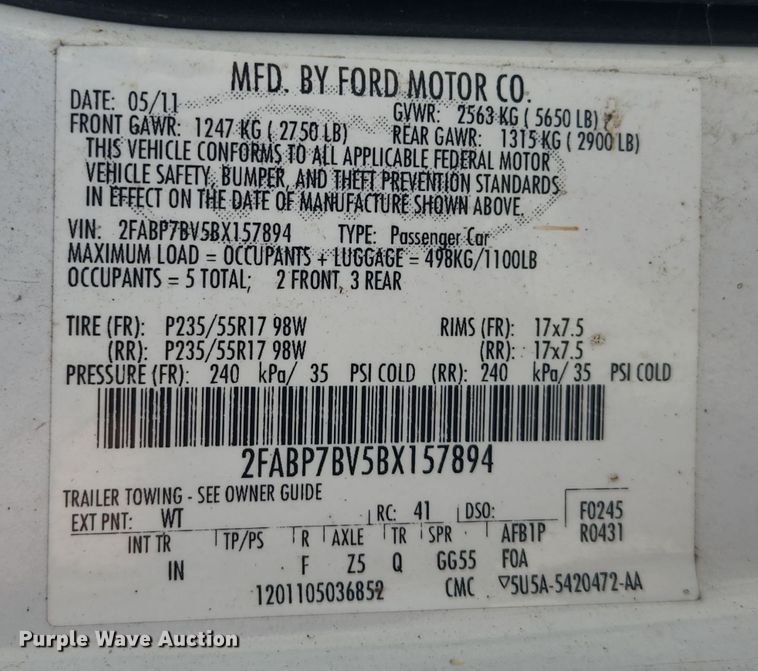 MFD. BY FORD MOTOR CO.
DATE: 05/11 GVWR: 2563 KG ( 5650 LB)
FRONT GAWR: 1247 KG ( 2750 LB) REAR GAWR: 1315 KG ( 2900 LB)
THIS VEHICLE CONFORMS TO ALL APPLICABLE FEDERAL MOTOR
VEHICLE SAFETY, BUMPER, AND THEFT PREVENTION STANDARDS
IN EFFECT ON THE DATE OF MANUFACTURE SHOWN ABOVE.
VIN: 2FABP7BV5BX157894 TYPE: Passenger Car
MAXIMUM LOAD = OCCUPANTS + LUGGAGE = 498KG/1100LB
OCCUPANTS = 5 TOTAL; 2 FRONT, 3 REAR
TIRE (FR): P235/55R17 98W RIMS (FR): 17x7.5
(RR): P235/55R17 98W (RR): 17x7.5
PRESSURE (FR): 240 kPa/ 35 PSI COLD (RR): 240 kPa/ 35 PSI COLD
2FABP7BV5BX157894
TRAILER TOWING - SEE OWNER GUIDE
EXT PNT: WT RC: 41 DSO: F0245
INT TR TP/PS R AXLE TR SPR AFB1P R0431
IN F Z5 Q GG55 FOA
1201105036852 CMC ▽5U5A-5420472-AA
Purple Wave Auction